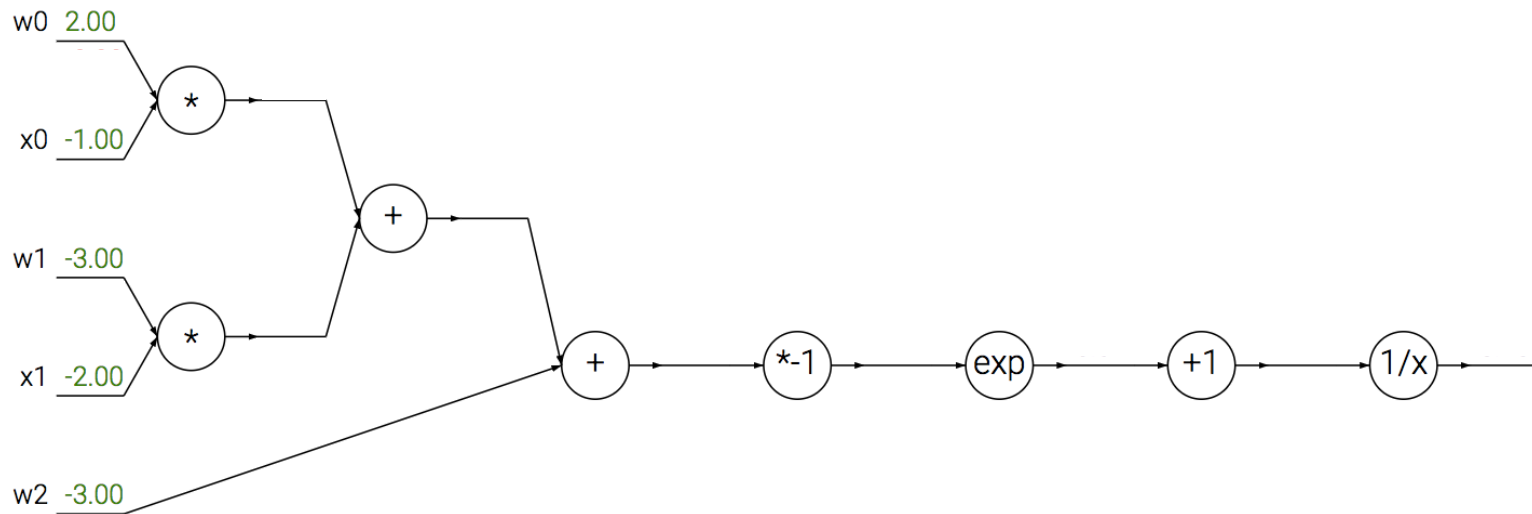 w0 2.00
*
x0 -1.00
+
w1 -3.00
*
x1 -2.00
+ *-1 exp +1 1/x
w2 -3.00